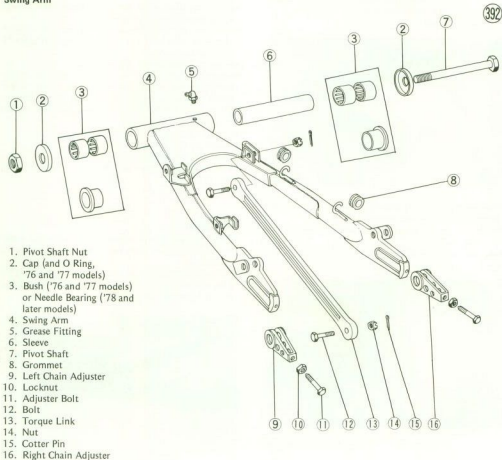 Swing Arm
392
3
2
7
6
5
4
3
2
1
8
1. Pivot Shaft Nut
2. Cap (and O Ring,
'76 and '77 models)
3. Bush ('76 and '77 models)
or Needle Bearing ('78 and
later models)
4. Swing Arm
5. Grease Fitting
6. Sleeve
7. Pivot Shaft
8. Grommet
9. Left Chain Adjuster
10. Locknut
11. Adjuster Bolt
12. Bolt
13. Torque Link
14. Nut
15. Cotter Pin
16. Right Chain Adjuster
9 10 11 12 13 14 15 16